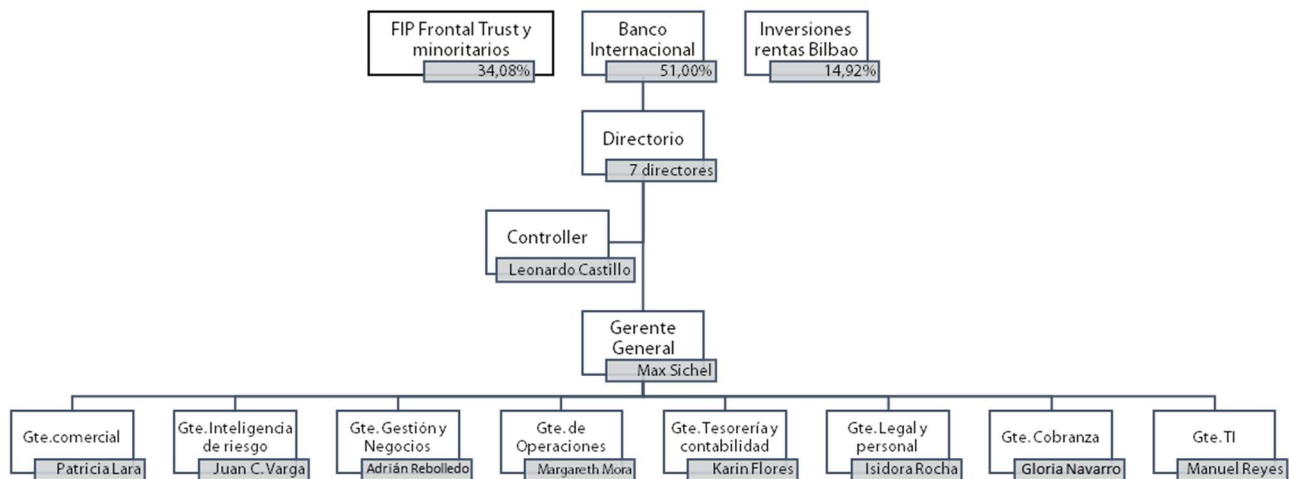 FIP Frontal Trust y
minoritarios
34,08%
Banco
Internacional
51,00%
Inversiones
rentas Bilbao
14,92%
Directorio
7 directores
Controller
Leonardo Castillo
Gerente
General
Max Sichel
Gte.comercial
Patricia Lara
Gte.Inteligencia
de riesgo
Juan C.Varga
Gte. Gestión y
Negocios
Adrián Rebolledo
Gte. de
Operaciones
Margareth Mora
Gte.Tesorería y
contabilidad
Karin Flores
Gte.Legal y
personal
Isidora Rocha
Gte. Cobranza
Gloria Navarro
Gte.TI
Manuel Reyes